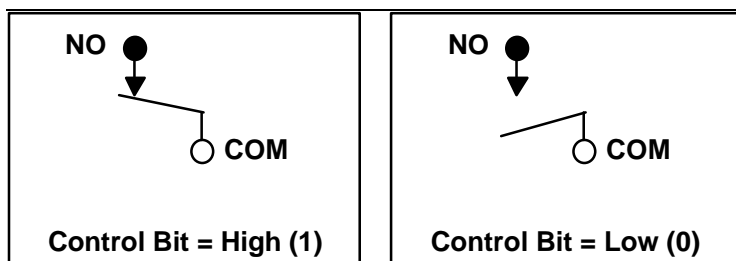 NO
COM
Control Bit = High (1)
NO
COM
Control Bit = Low (0)